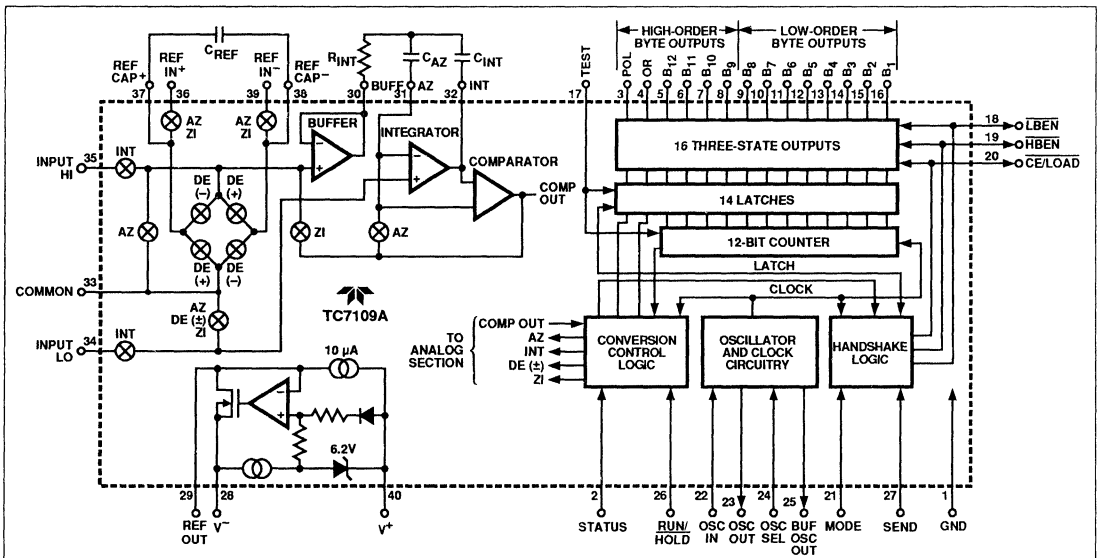 HIGH-ORDER BYTE OUTPUTS
LOW-ORDER BYTE OUTPUTS
CREF
REF CAP+
REF IN+
REF IN−
REF CAP−
RINT
CAZ
CINT
BUFF
AZ
INT
37
36
39
38
30
31
32
TEST
POL
OR
B12
B11
B10
B9
B8
B7
B6
B5
B4
B3
B2
B1
17
3
4
5
6
7
8
9
10
11
12
13
14
15
16
AZ
ZI
AZ
ZI
BUFFER
−
+
INTEGRATOR
−
+
COMPARATOR
COMP OUT
INPUT HI
35
INT
DE (−)
DE (+)
DE (+)
DE (−)
AZ
ZI
AZ
16 THREE-STATE OUTPUTS
18
LBEN
19
HBEN
20
CE/LOAD
14 LATCHES
12-BIT COUNTER
LATCH
CLOCK
COMMON
33
AZ
DE (±)
ZI
TC7109A
INPUT LO
34
INT
TO ANALOG SECTION
COMP OUT
AZ
INT
DE (±)
ZI
CONVERSION CONTROL LOGIC
OSCILLATOR AND CLOCK CIRCUITRY
HANDSHAKE LOGIC
10 µA
−
+
6.2V
29
28
40
REF OUT
V−
V+
2
26
22
23
24
25
21
27
1
STATUS
RUN/HOLD
OSC IN
OSC OUT
OSC SEL
BUF OSC OUT
MODE
SEND
GND